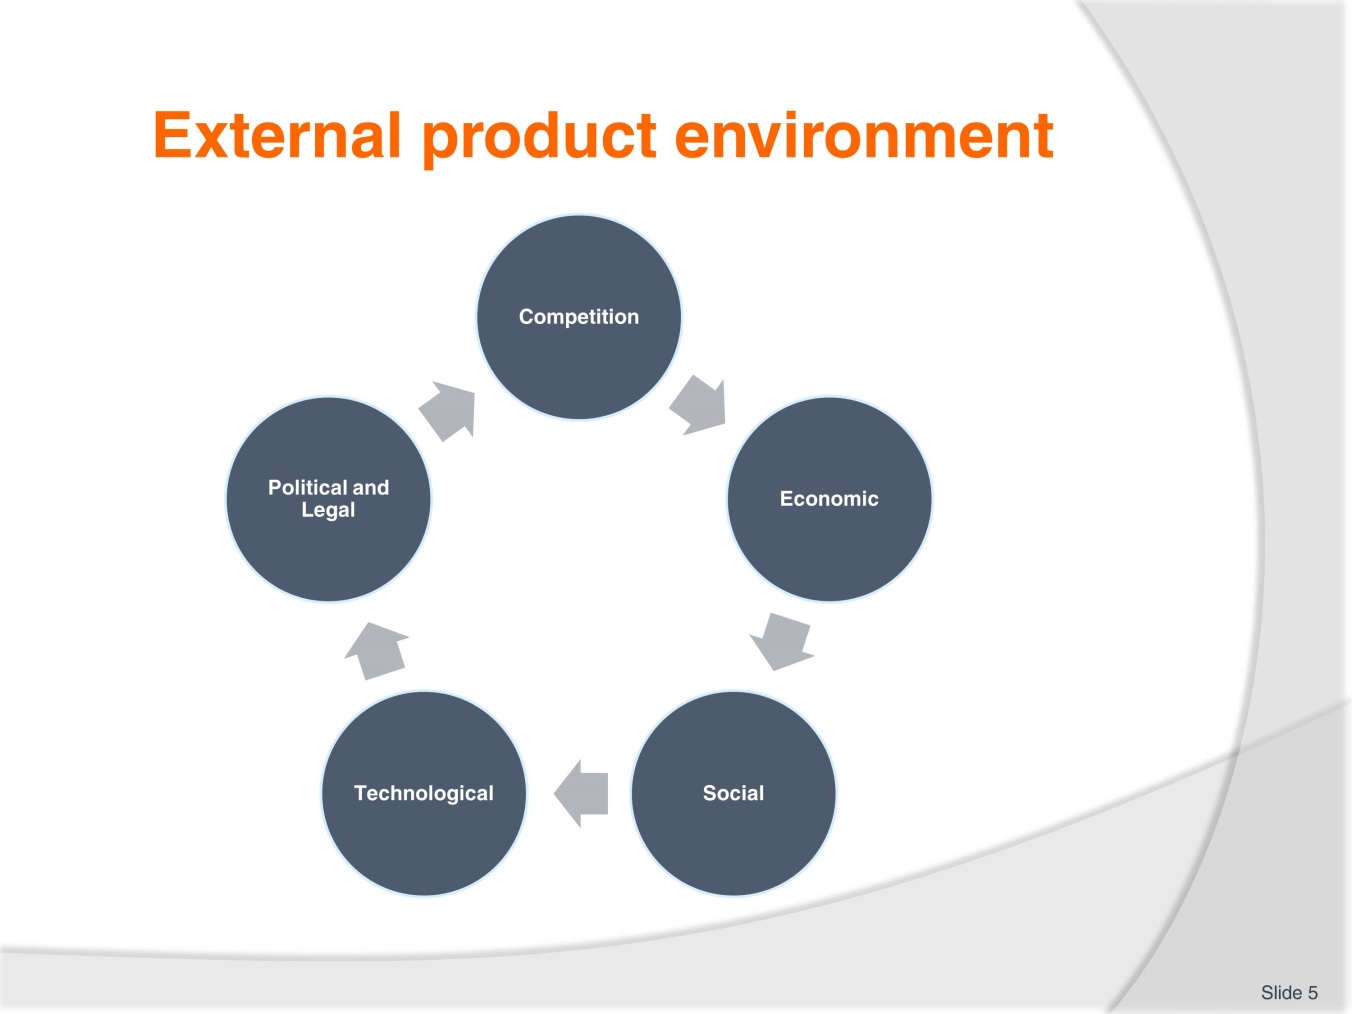 External product environment
Competition
Economic
Social
Technological
Political and
Legal
Slide 5